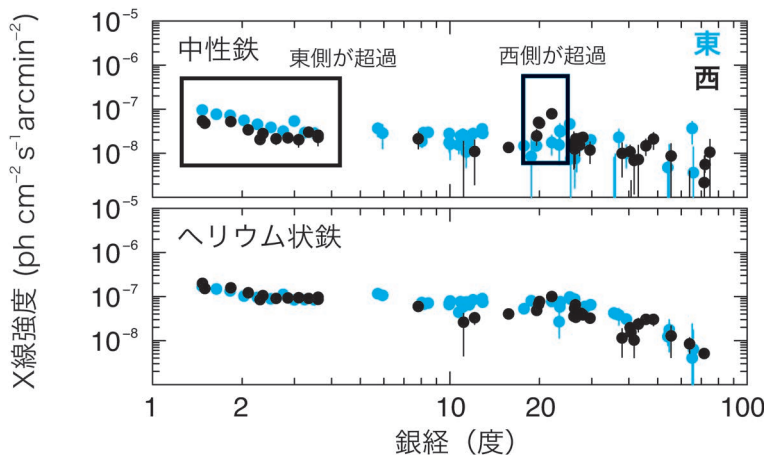 中性鉄
東側が超過
西側が超過
東
西
10⁻⁵
10⁻⁶
10⁻⁷
10⁻⁸
ヘリウム状鉄
10⁻⁵
10⁻⁶
10⁻⁷
10⁻⁸
X線強度 (ph cm⁻² s⁻¹ arcmin⁻²)
1 2 10 20 100
銀経（度）